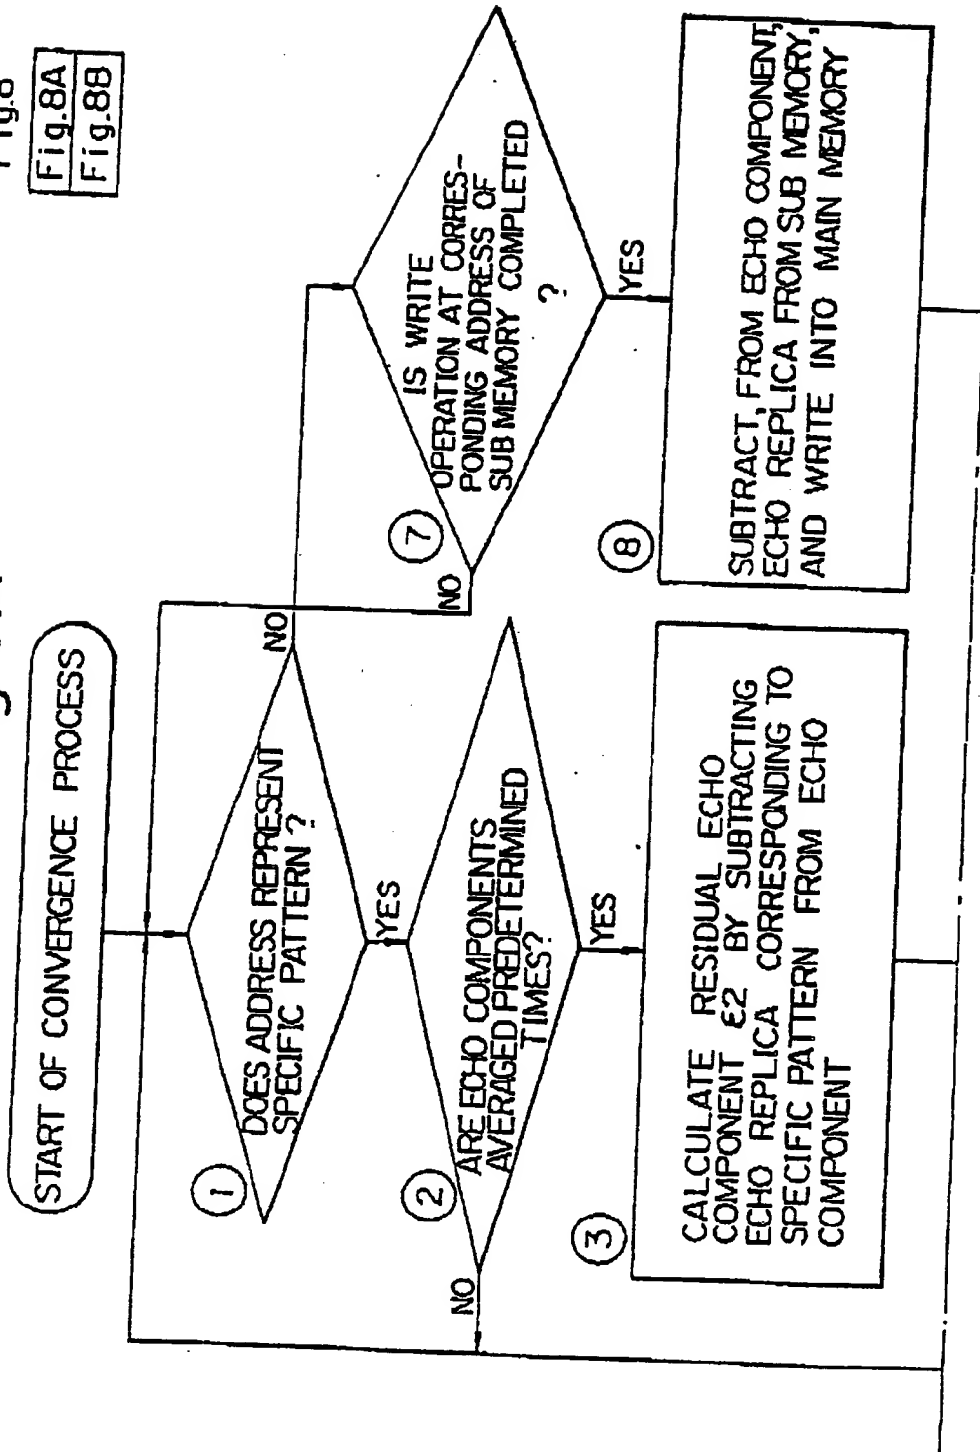 Fig.8
Fig.8A
Fig.8B
START OF CONVERGENCE PROCESS
1
DOES ADDRESS REPRESENT
SPECIFIC PATTERN ?
NO
YES
2
ARE ECHO COMPONENTS
AVERAGED PREDETERMINED
TIMES?
NO
YES
3
CALCULATE RESIDUAL ECHO
COMPONENT ε2 BY SUBTRACTING
ECHO REPLICA CORRESPONDING TO
SPECIFIC PATTERN FROM ECHO
COMPONENT
7
IS WRITE
OPERATION AT CORRES-
PONDING ADDRESS OF
SUB MEMORY COMPLETED
?
NO
YES
8
SUBTRACT, FROM ECHO COMPONENT,
ECHO REPLICA FROM SUB MEMORY,
AND WRITE INTO MAIN MEMORY